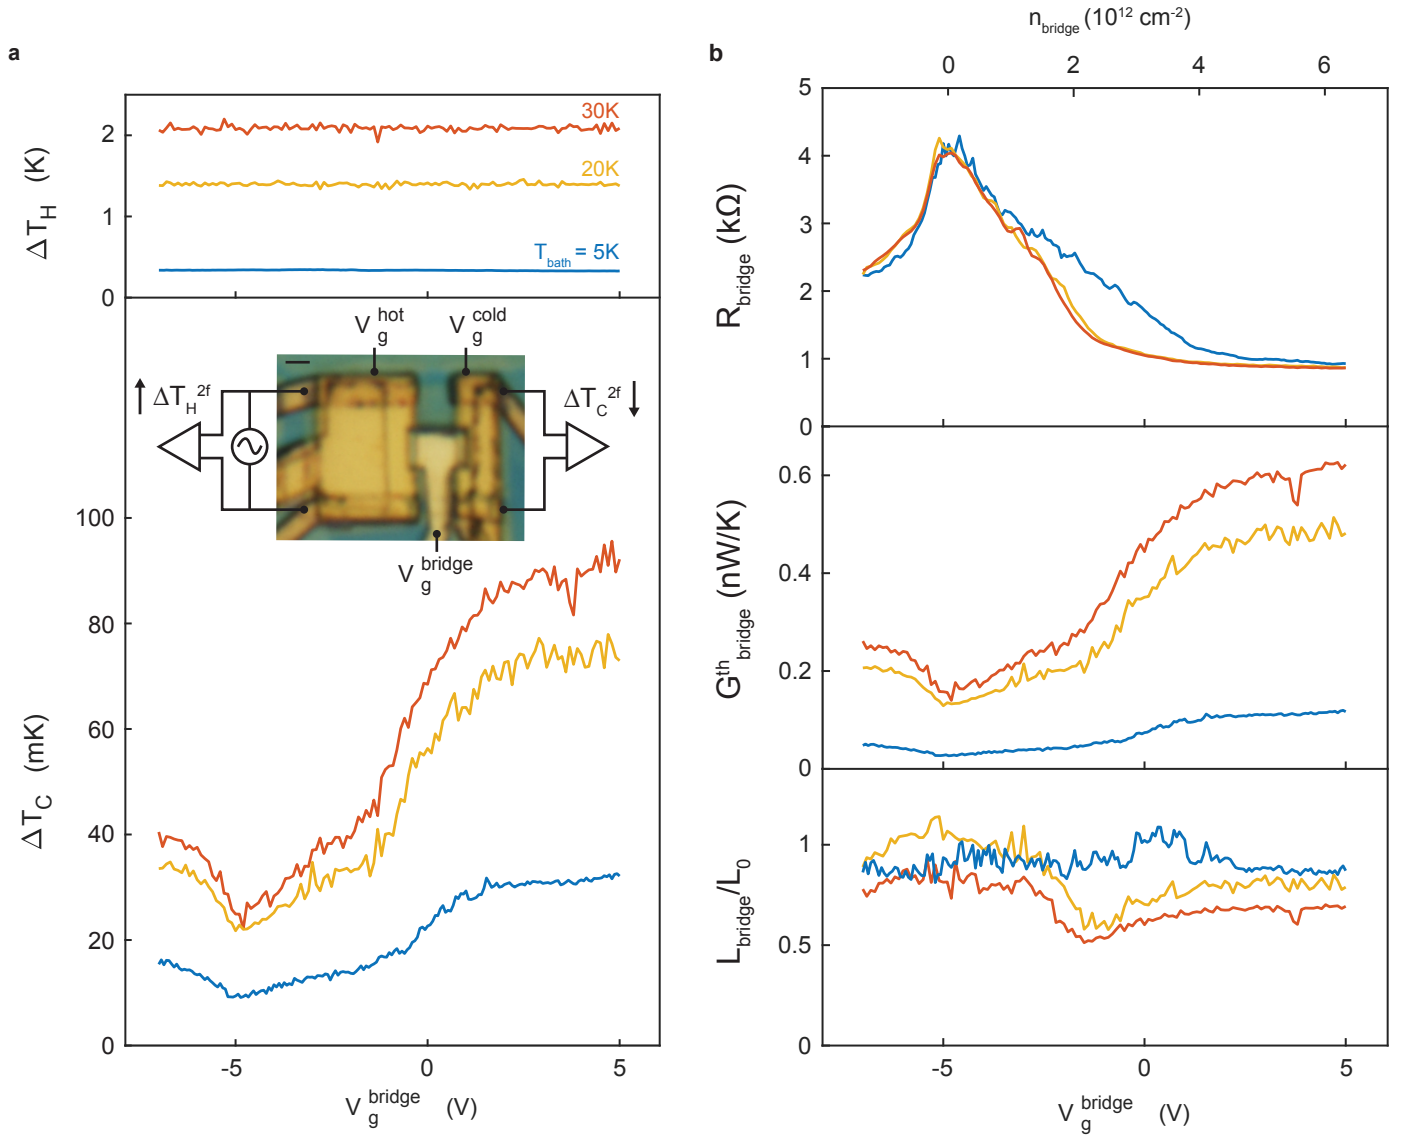 a
ΔT_H (K)
2
1
0
30K
20K
T_bath = 5K
V_g^hot
V_g^cold
ΔT_H^2f
ΔT_C^2f
V_g^bridge
ΔT_C (mK)
100
80
60
40
20
0
-5 0 5
V_g^bridge (V)
b
n_bridge (10^12 cm^-2)
0 2 4 6
R_bridge (kΩ)
5
4
3
2
1
0
G^th_bridge (nW/K)
0.6
0.4
0.2
0
L_bridge/L_0
1
0.5
0
-5 0 5
V_g^bridge (V)